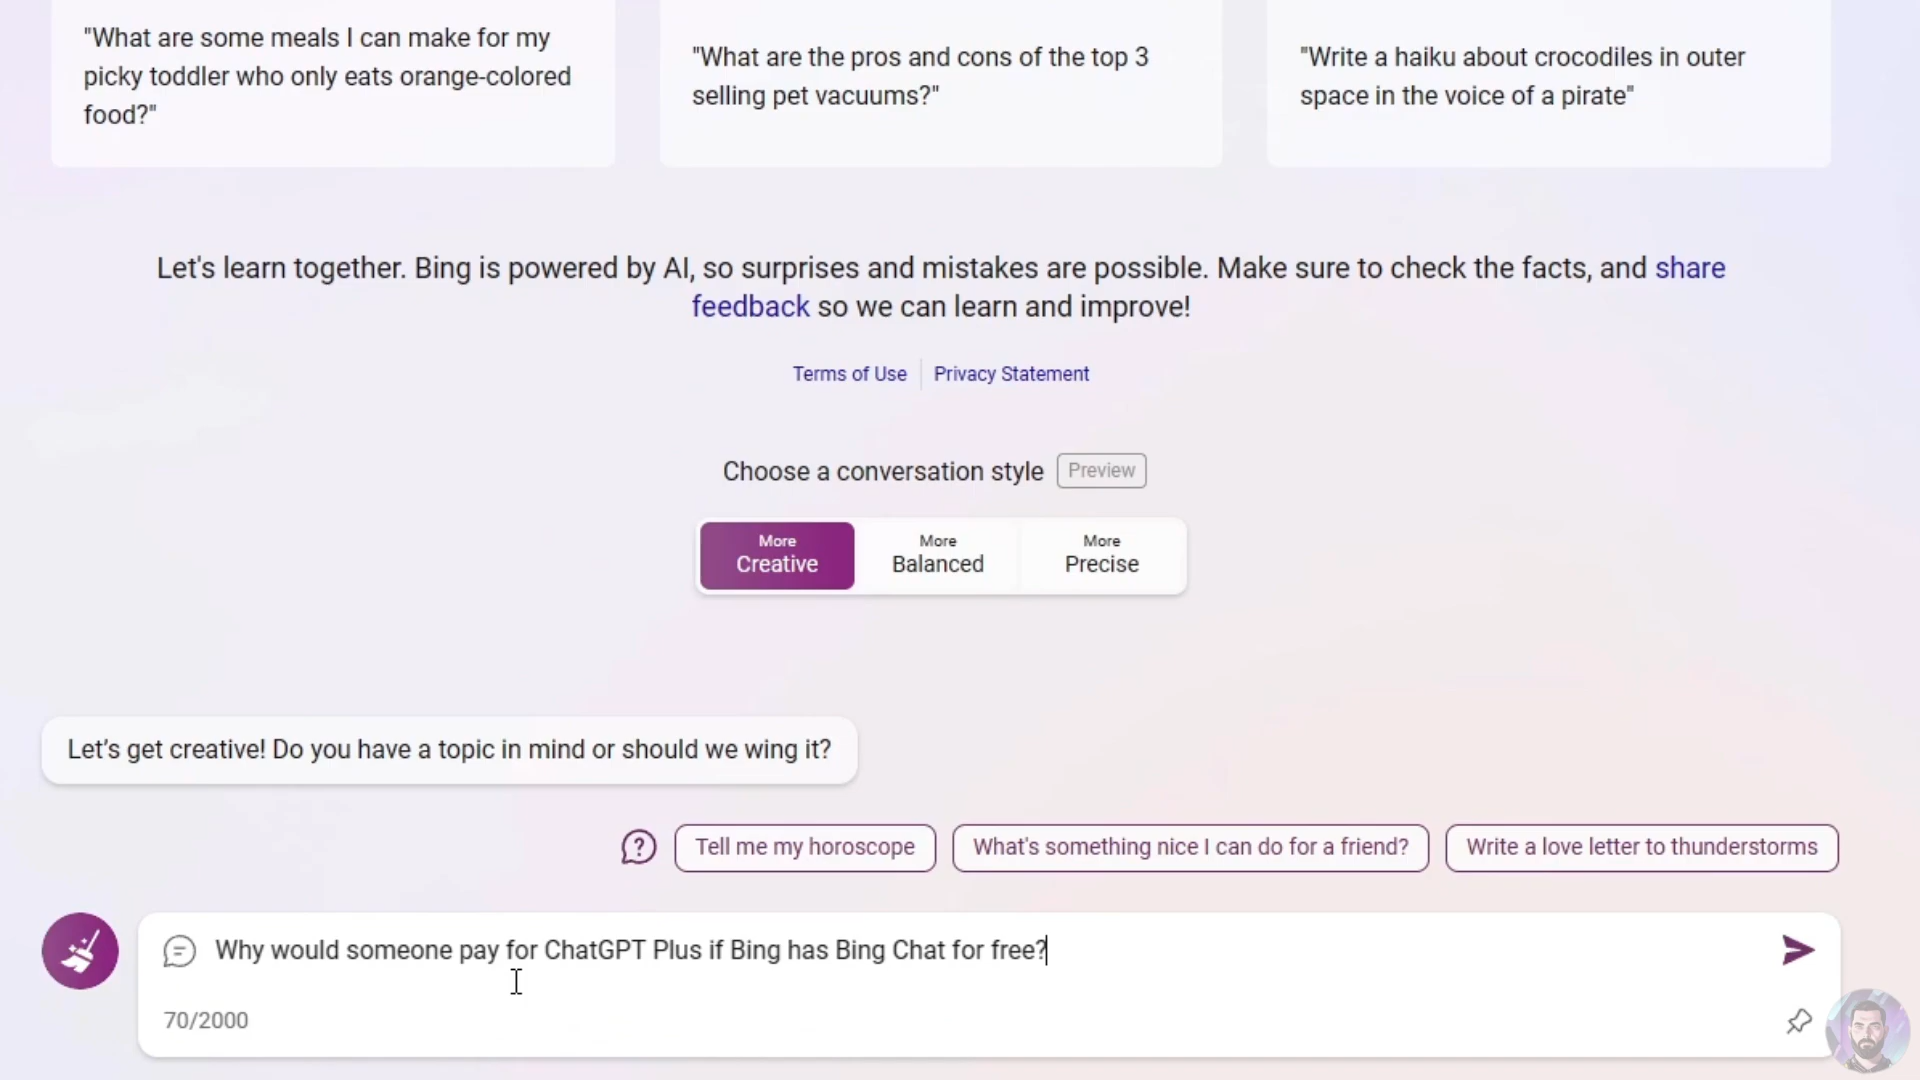 "What are some meals I can make for my
picky toddler who only eats orange-colored
food?"
"What are the pros and cons of the top 3
selling pet vacuums?"
"Write a haiku about crocodiles in outer
space in the voice of a pirate"
Let's learn together. Bing is powered by AI, so surprises and mistakes are possible. Make sure to check the facts, and share
feedback so we can learn and improve!
Terms of Use
Privacy Statement
Choose a conversation style Preview
More
Creative
More
Balanced
More
Precise
Let's get creative! Do you have a topic in mind or should we wing it?
Tell me my horoscope
What's something nice I can do for a friend?
Write a love letter to thunderstorms
Why would someone pay for ChatGPT Plus if Bing has Bing Chat for free?
70/2000